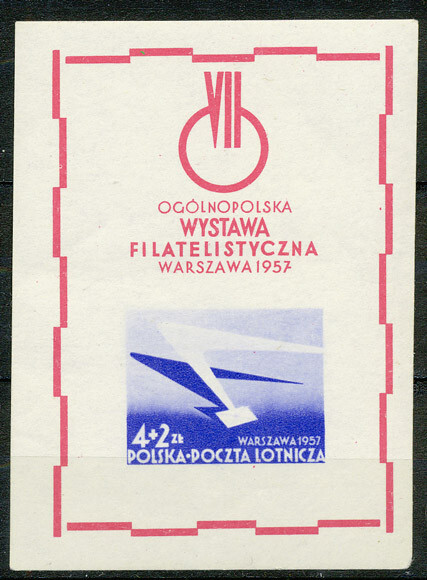 VII
OGÓLNOPOLSKA
WYSTAWA
FILATELISTYCZNA
WARSZAWA 1957
4+2 ZŁ
WARSZAWA 1957
POLSKA·POCZTA LOTNICZA